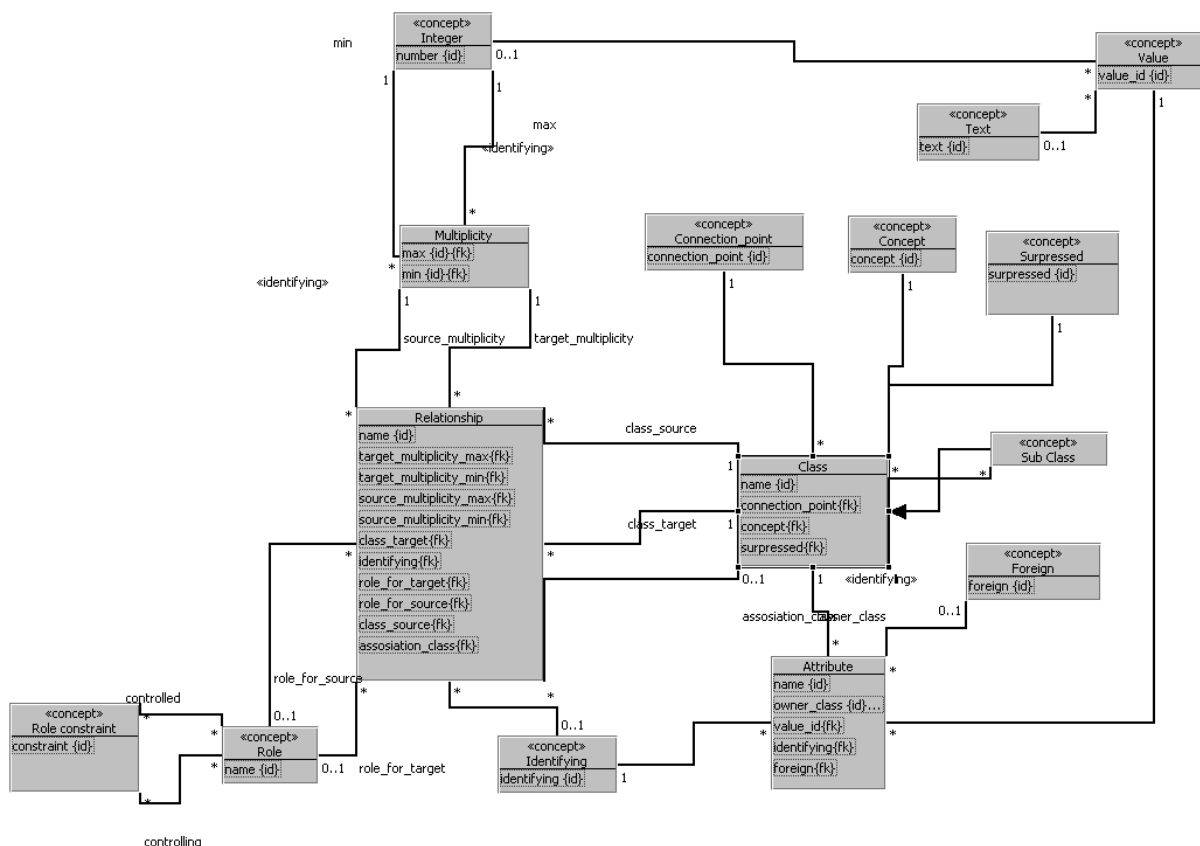 «concept»
Integer
number {id}
min
0..1
1
1
max
«identifying»
*
«concept»
Value
value_id {id}
*
*
1
«concept»
Text
text {id}
0..1
Multiplicity
max {id}{fk}
min {id}{fk}
*
«identifying»
1
1
source_multiplicity
target_multiplicity
*
*
«concept»
Connection_point
connection_point {id}
1
«concept»
Concept
concept {id}
1
«concept»
Surpressed
surpressed {id}
1
Relationship
name {id}
target_multiplicity_max{fk}
target_multiplicity_min{fk}
source_multiplicity_max{fk}
source_multiplicity_min{fk}
class_target{fk}
identifying{fk}
role_for_target{fk}
role_for_source{fk}
class_source{fk}
assosiation_class{fk}
*
class_source
1
*
class_target
1
*
*
Class
name {id}
connection_point{fk}
concept{fk}
surpressed{fk}
*
*
«concept»
Sub Class
0..1
1
«identifying»
«concept»
Foreign
foreign {id}
0..1
assosiation_class
owner_class
*
*
Attribute
name {id}
owner_class {id}...
value_id{fk}
identifying{fk}
foreign{fk}
*
*
role_for_source
0..1
*
*
*
controlled
*
*
«concept»
Role constraint
constraint {id}
*
*
«concept»
Role
name {id}
0..1
role_for_target
0..1
«concept»
Identifying
identifying {id}
1
controlling